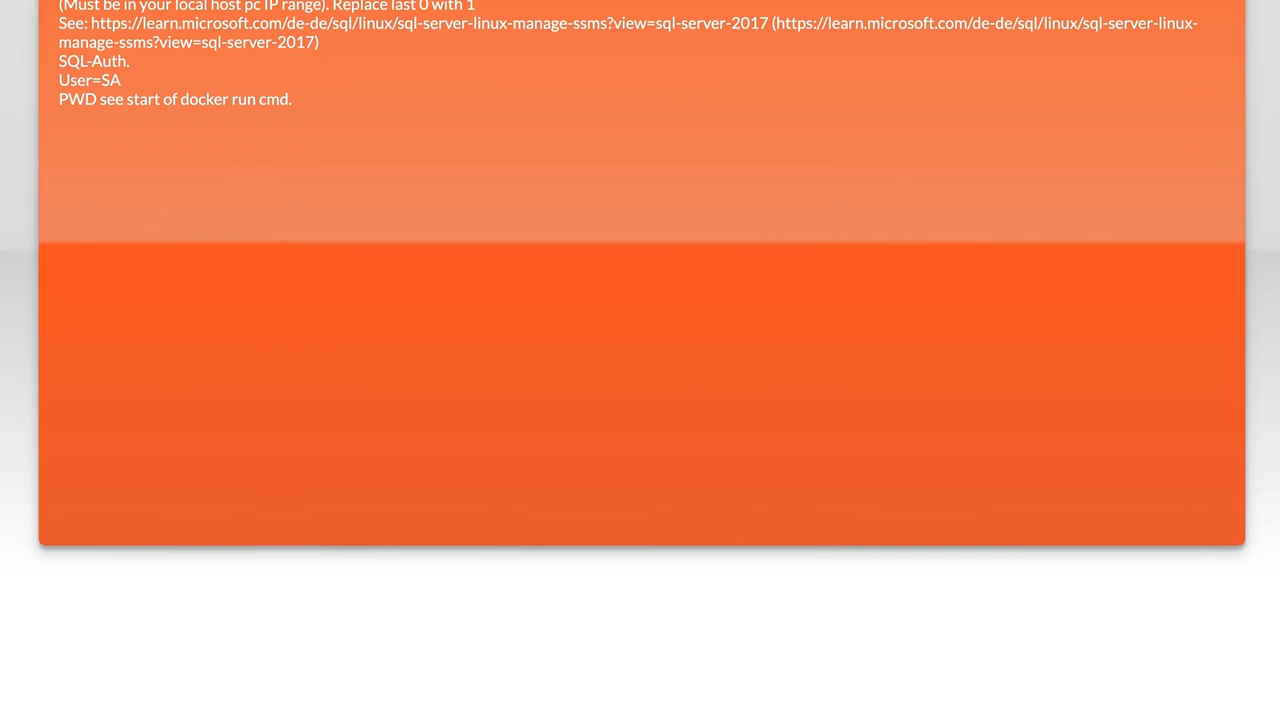 (Must be in your local host pc IP range). Replace last 0 with 1
See: https://learn.microsoft.com/de-de/sql/linux/sql-server-linux-manage-ssms?view=sql-server-2017 (https://learn.microsoft.com/de-de/sql/linux/sql-server-linux-
manage-ssms?view=sql-server-2017)
SQL-Auth.
User=SA
PWD see start of docker run cmd.